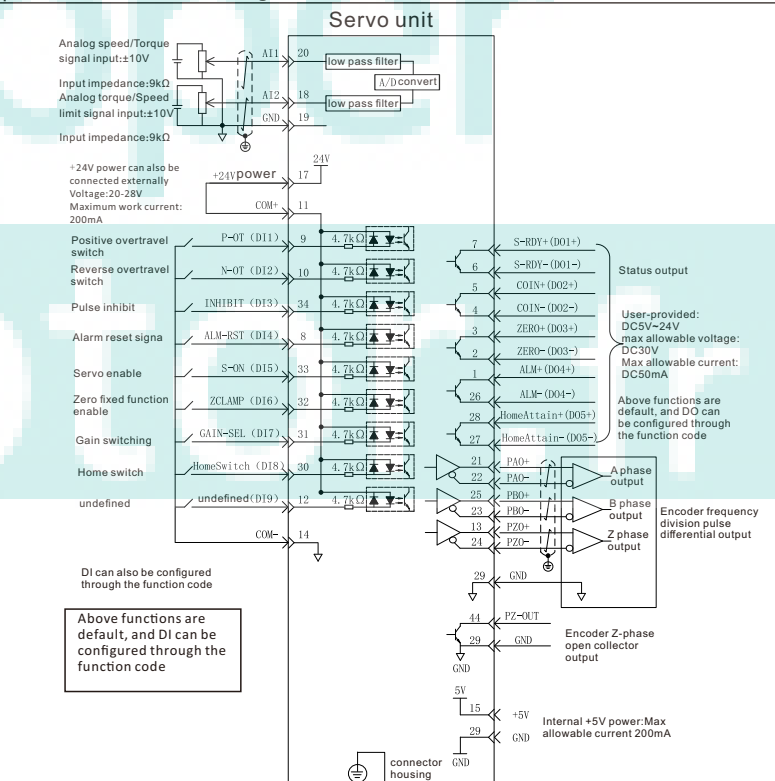 Servo unit
Analog speed/Torque
signal input:±10V
Input impedance:9kΩ
Analog torque/Speed
limit signal input:±10V
Input impedance:9kΩ
AI1
20
low pass filter
A/D convert
AI2
18
low pass filter
GND
19
+24V power can also be
connected externally
Voltage:20-28V
Maximum work current:
200mA
+24Vpower
17
24V
COM+
11
Positive overtravel
switch
P-OT (DI1)
9
4.7kΩ
Reverse overtravel
switch
N-OT (DI2)
10
4.7kΩ
Pulse inhibit
INHIBIT (DI3)
34
4.7kΩ
Alarm reset signa
ALM-RST (DI4)
8
4.7kΩ
Servo enable
S-ON (DI5)
33
4.7kΩ
Zero fixed function
enable
ZCLAMP (DI6)
32
4.7kΩ
Gain switching
GAIN-SEL (DI7)
31
4.7kΩ
Home switch
HomeSwitch (DI8)
30
4.7kΩ
undefined
undefined(DI9)
12
4.7kΩ
COM-
14
DI can also be configured
through the function code
Above functions are
default, and DI can be
configured through the
function code
7
S-RDY+(DO1+)
6
S-RDY-(DO1-)
5
COIN+(DO2+)
4
COIN-(DO2-)
3
ZERO+(DO3+)
2
ZERO-(DO3-)
1
ALM+(DO4+)
26
ALM-(DO4-)
28
HomeAttain+(DO5+)
27
HomeAttain-(DO5-)
Status output
User-provided:
DC5V~24V
max allowable voltage:
DC30V
Max allowable current:
DC50mA
Above functions are
default, and DO can
be configured through
the function code
21
PAO+
22
PAO-
A phase
output
25
PBO+
23
PBO-
B phase
output
13
PZO+
24
PZO-
Z phase
output
Encoder frequency
division pulse
differential output
29
GND
44
PZ-OUT
29
GND
GND
Encoder Z-phase
open collector
output
5V
15
+5V
Internal +5V power:Max
allowable current 200mA
29
GND
GND
connector
housing